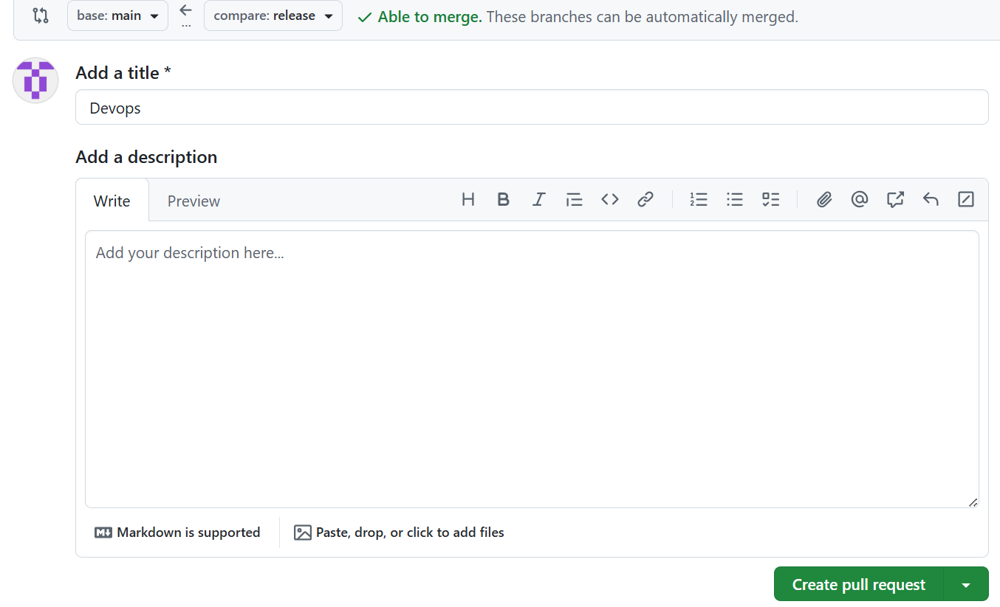 base: main compare: release Able to merge. These branches can be automatically merged.
...
Add a title *
Devops
Add a description
Write Preview
Add your description here...
Markdown is supported Paste, drop, or click to add files
Create pull request